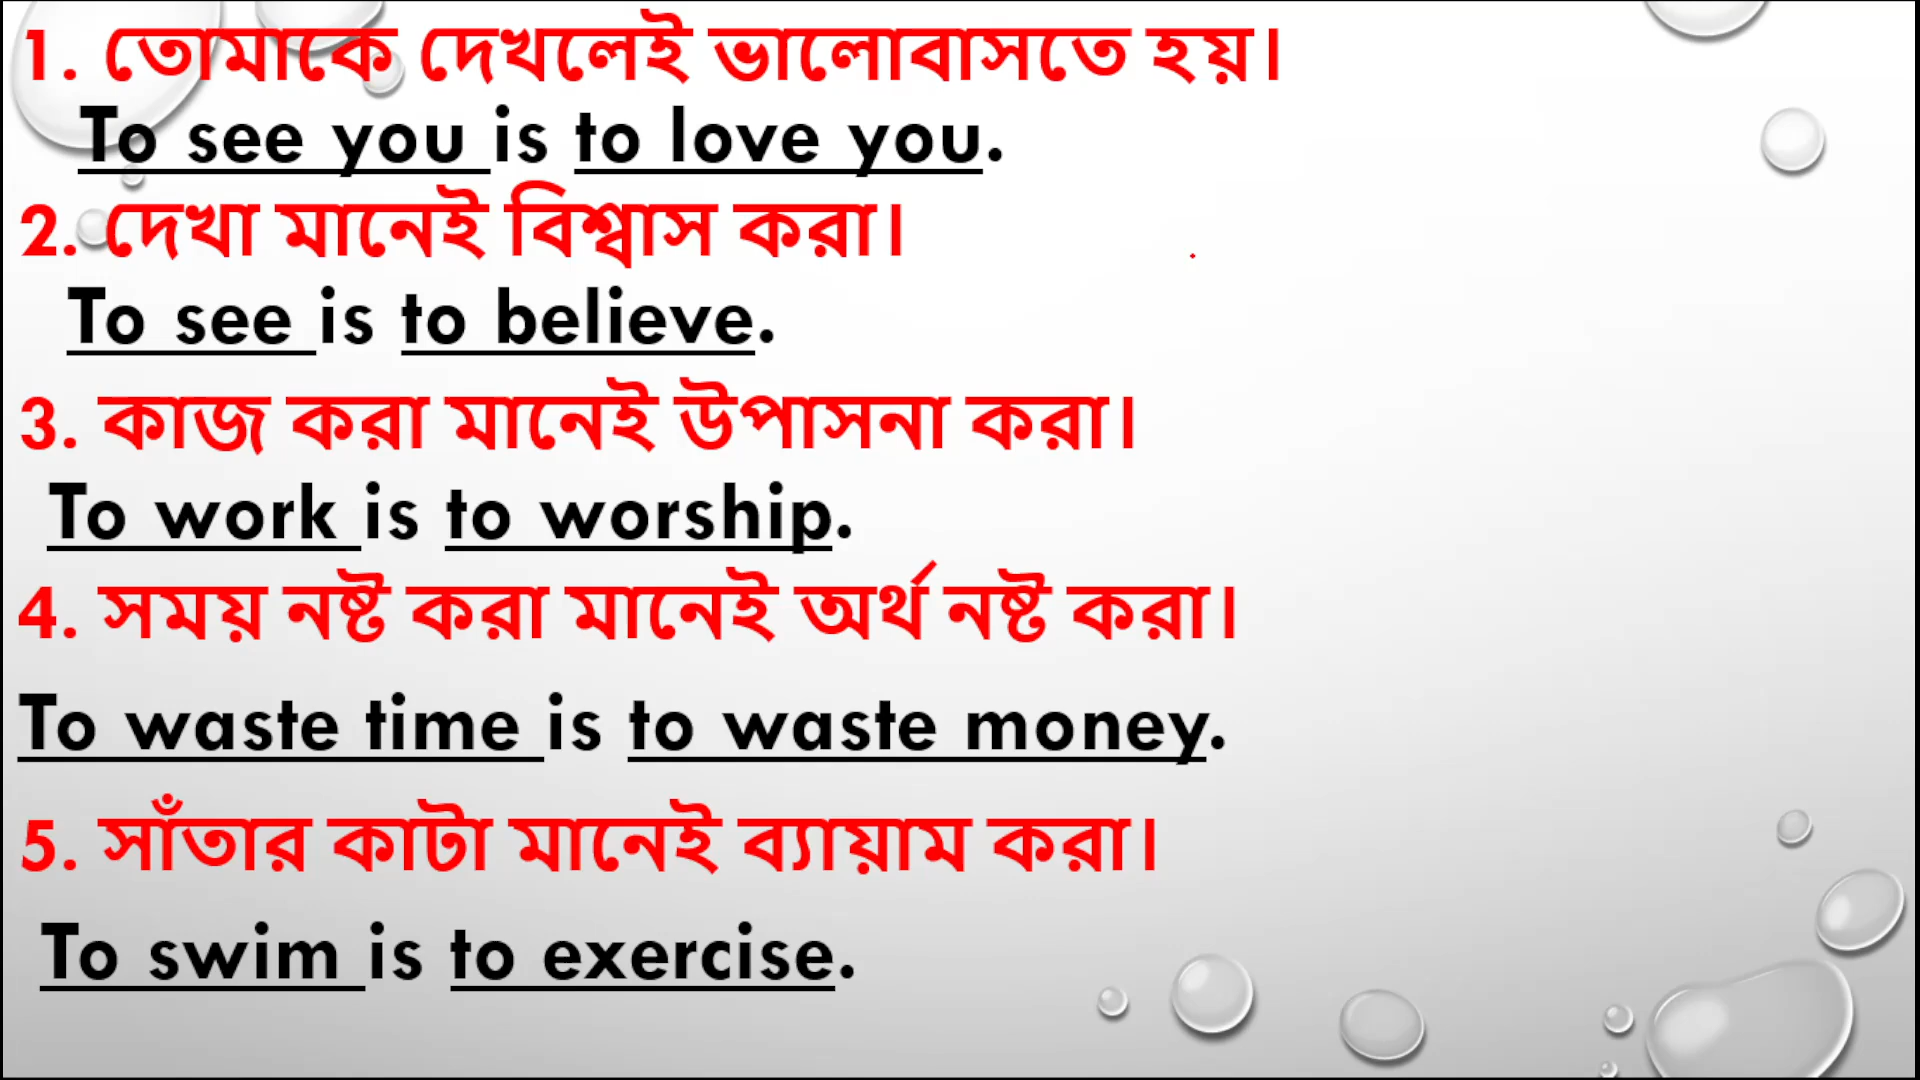 1. তোমাকে দেখলেই ভালোবাসতে হয়।
To see you is to love you.
2. দেখা মানেই বিশ্বাস করা।
To see is to believe.
3. কাজ করা মানেই উপাসনা করা।
To work is to worship.
4. সময় নষ্ট করা মানেই অর্থ নষ্ট করা।
To waste time is to waste money.
5. সাঁতার কাটা মানেই ব্যায়াম করা।
To swim is to exercise.